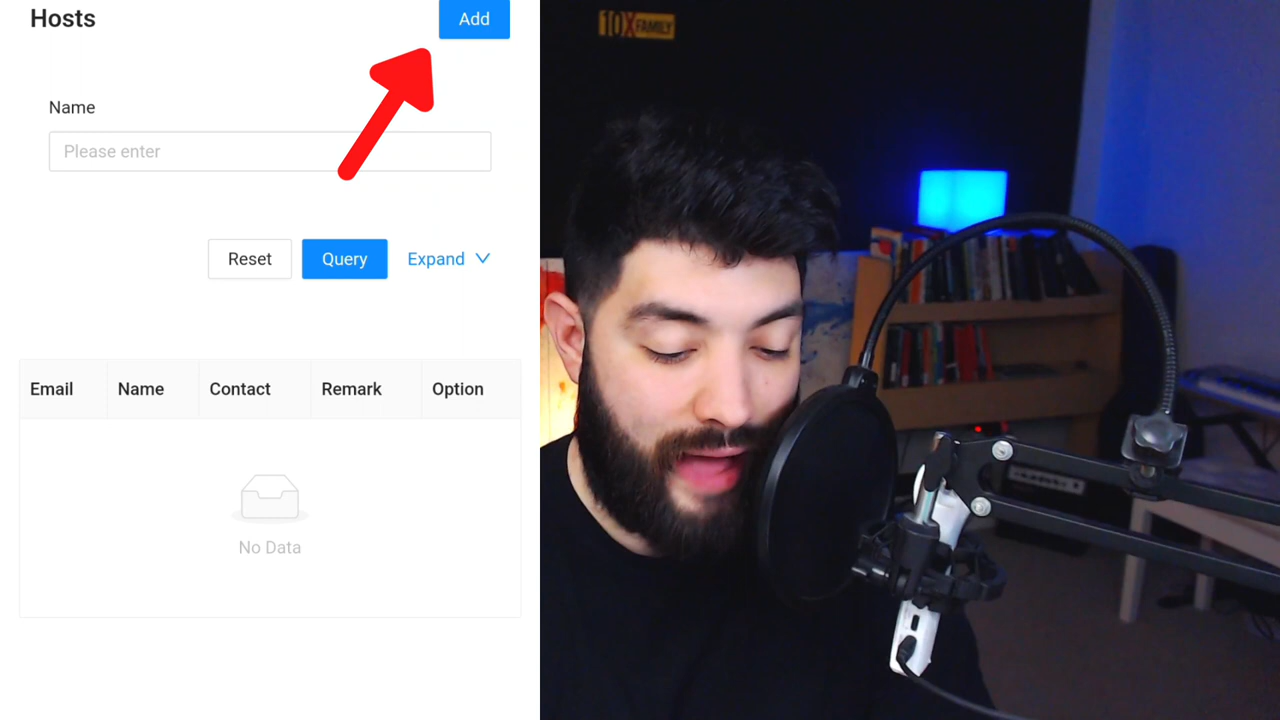 Hosts
Add
Name
Please enter
Reset
Query
Expand
Email
Name
Contact
Remark
Option
No Data
10X FAMILY